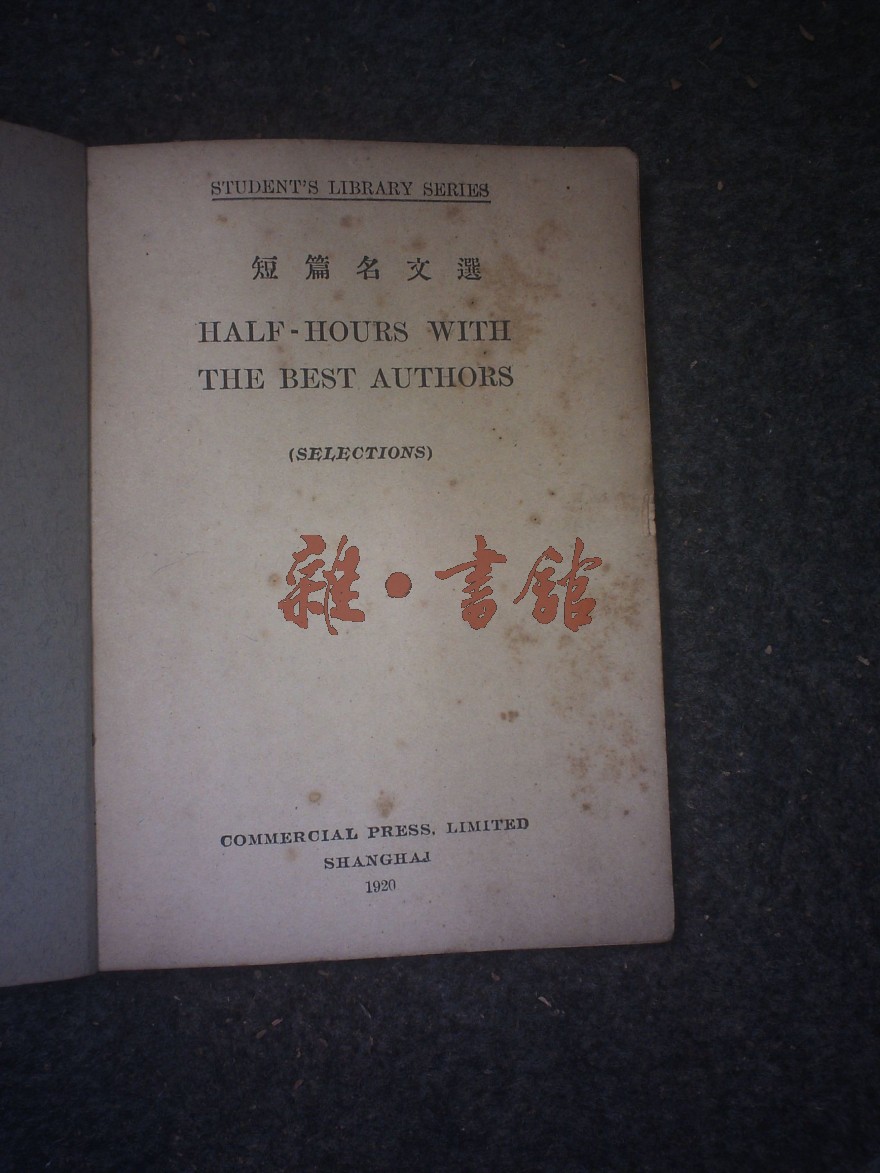 STUDENT'S LIBRARY SERIES
短篇名文選
HALF-HOURS WITH
THE BEST AUTHORS
(SELECTIONS)
雜·書館
COMMERCIAL PRESS, LIMITED
SHANGHAI
1920